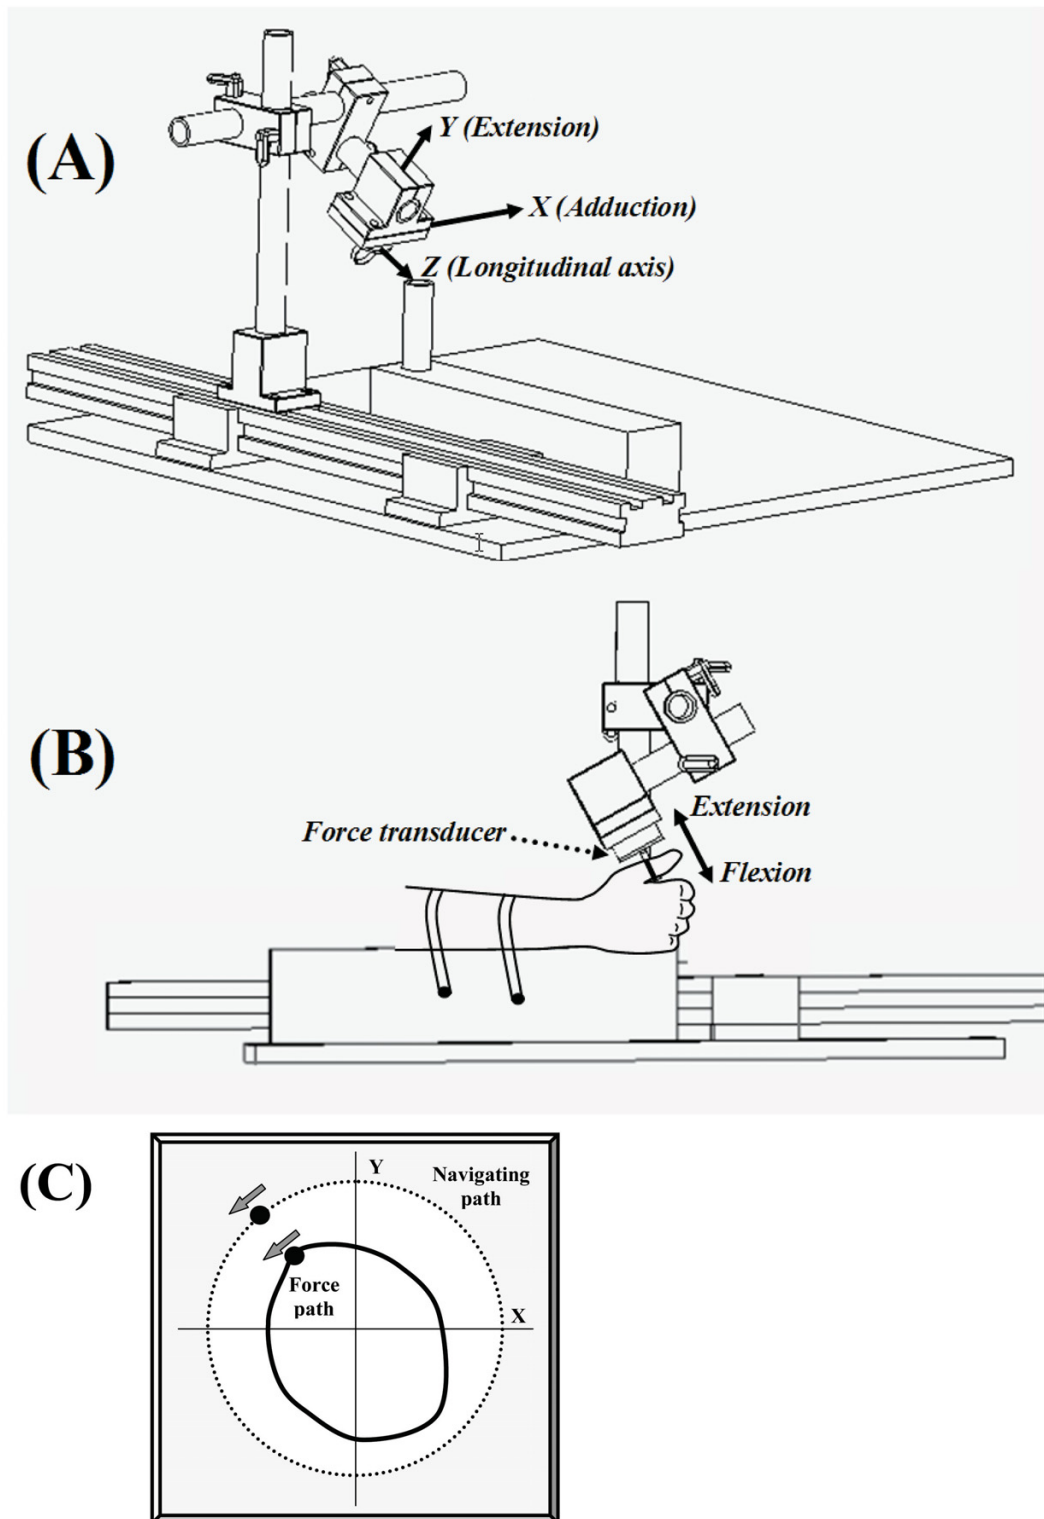 (A)
Y (Extension)
X (Adduction)
Z (Longitudinal axis)
(B)
Extension
Force transducer
Flexion
(C)
Y
Navigating
path
Force
path
X